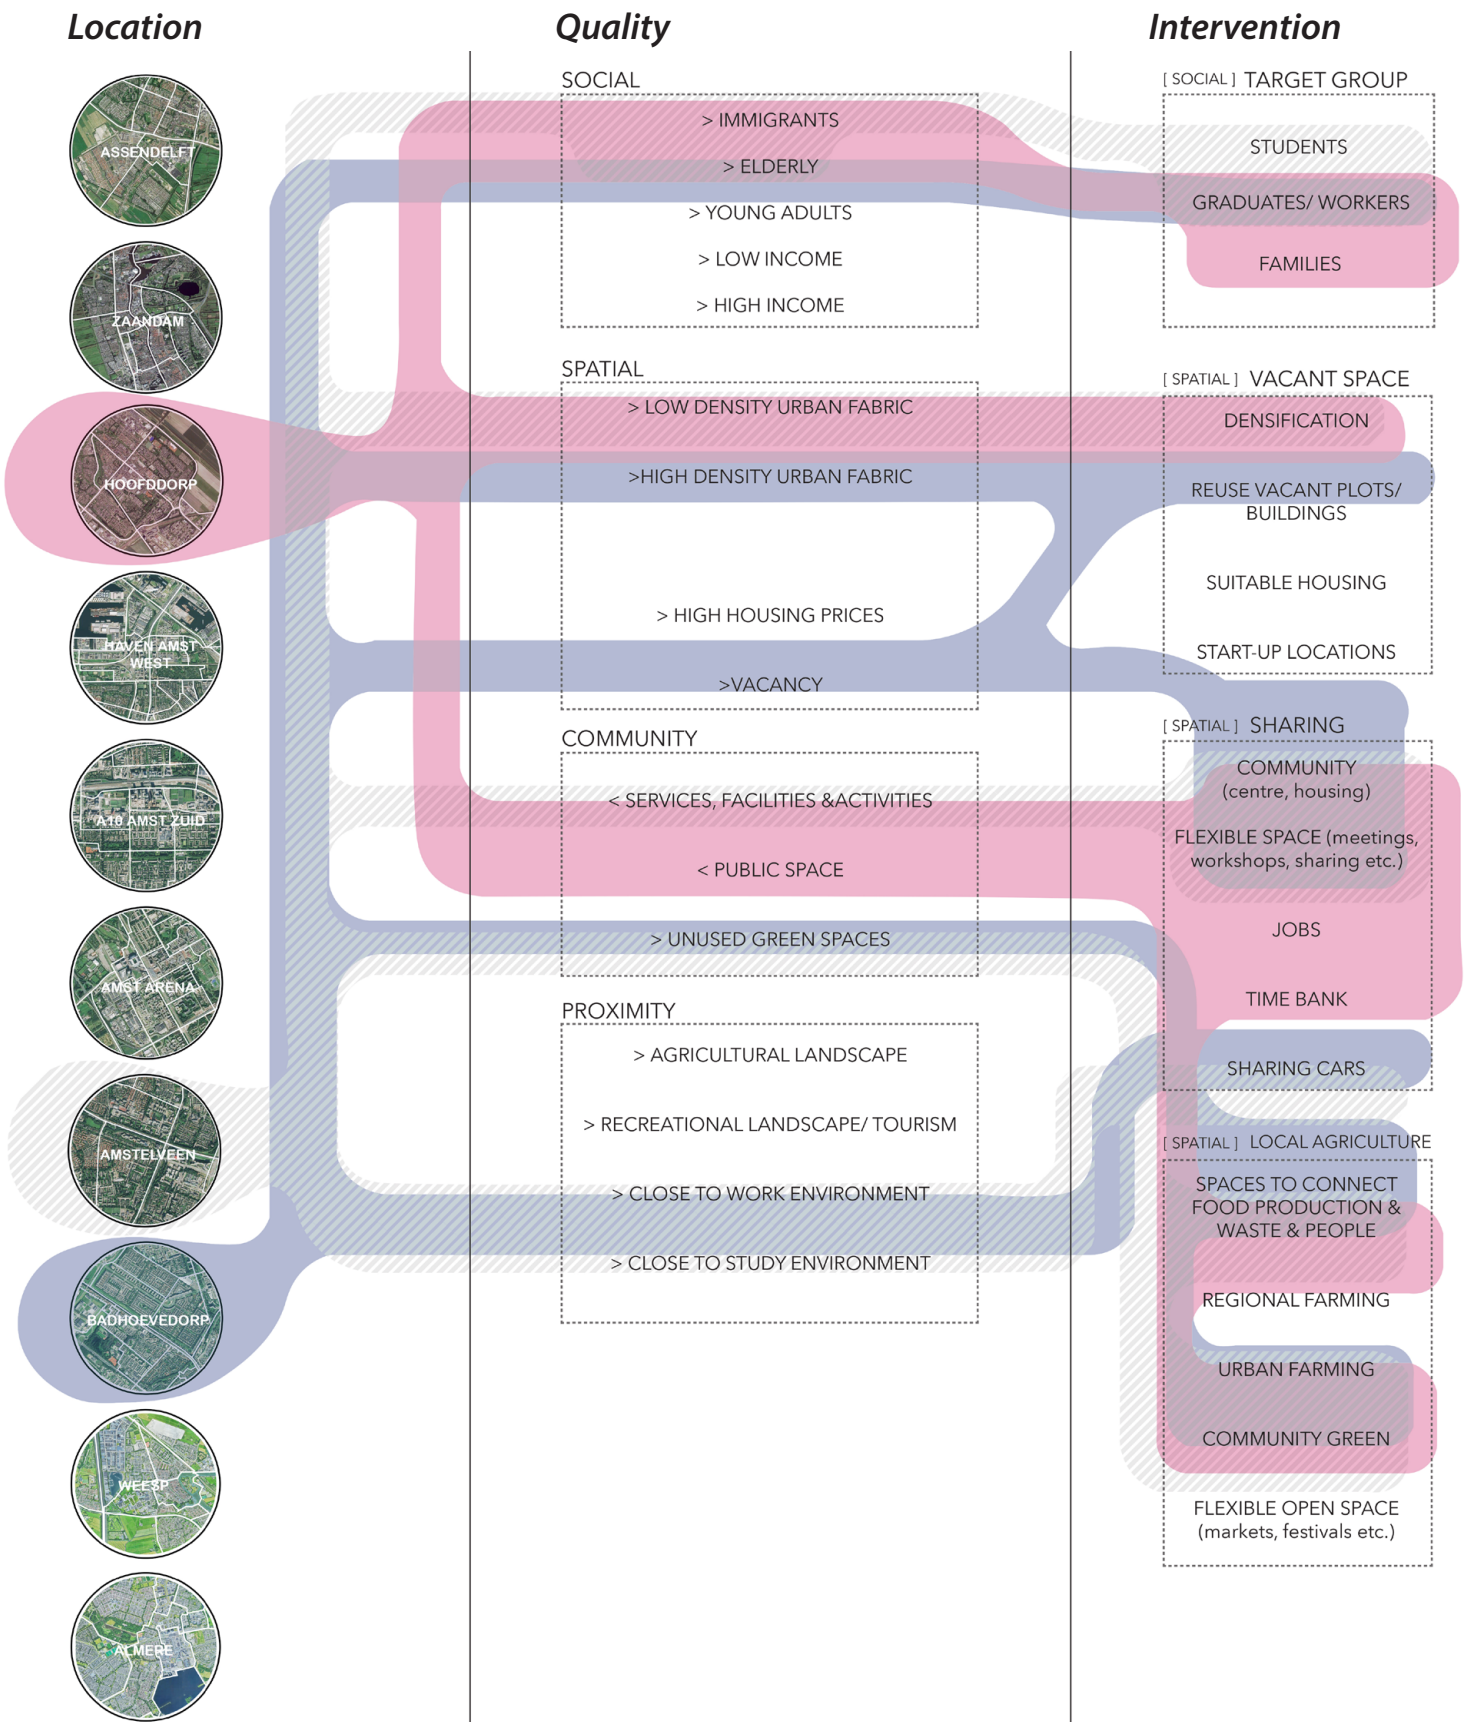 Location
Quality
Intervention
ASSENDELFT
ZAANDAM
HOOFDDORP
HAVEN AMST
WEST
A10 AMST ZUID
AMST ARENA
AMSTELVEEN
BADHOEVEDORP
WEESP
ALMERE
SOCIAL
> IMMIGRANTS
> ELDERLY
> YOUNG ADULTS
> LOW INCOME
> HIGH INCOME
SPATIAL
> LOW DENSITY URBAN FABRIC
>HIGH DENSITY URBAN FABRIC
> HIGH HOUSING PRICES
>VACANCY
COMMUNITY
< SERVICES, FACILITIES &ACTIVITIES
< PUBLIC SPACE
> UNUSED GREEN SPACES
PROXIMITY
> AGRICULTURAL LANDSCAPE
> RECREATIONAL LANDSCAPE/ TOURISM
> CLOSE TO WORK ENVIRONMENT
> CLOSE TO STUDY ENVIRONMENT
[ SOCIAL ] TARGET GROUP
STUDENTS
GRADUATES/ WORKERS
FAMILIES
[ SPATIAL ] VACANT SPACE
DENSIFICATION
REUSE VACANT PLOTS/
BUILDINGS
SUITABLE HOUSING
START-UP LOCATIONS
[ SPATIAL ] SHARING
COMMUNITY
(centre, housing)
FLEXIBLE SPACE (meetings,
workshops, sharing etc.)
JOBS
TIME BANK
SHARING CARS
[ SPATIAL ] LOCAL AGRICULTURE
SPACES TO CONNECT
FOOD PRODUCTION &
WASTE & PEOPLE
REGIONAL FARMING
URBAN FARMING
COMMUNITY GREEN
FLEXIBLE OPEN SPACE
(markets, festivals etc.)